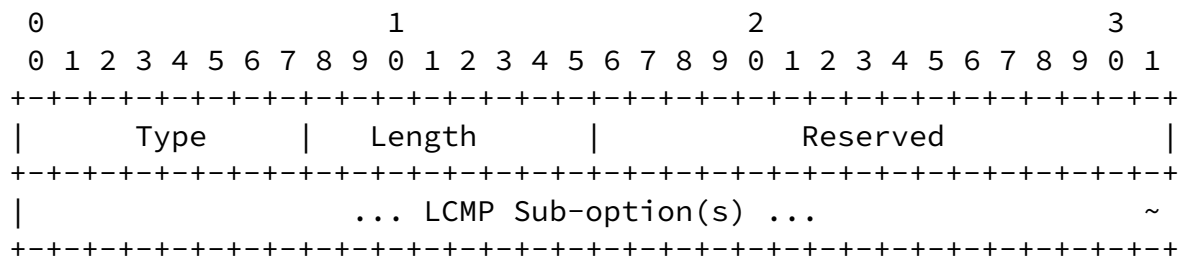 0                   1                   2                   3
 0 1 2 3 4 5 6 7 8 9 0 1 2 3 4 5 6 7 8 9 0 1 2 3 4 5 6 7 8 9 0 1
+-+-+-+-+-+-+-+-+-+-+-+-+-+-+-+-+-+-+-+-+-+-+-+-+-+-+-+-+-+-+-+-+
|      Type     |   Length      |           Reserved            |
+-+-+-+-+-+-+-+-+-+-+-+-+-+-+-+-+-+-+-+-+-+-+-+-+-+-+-+-+-+-+-+-+
|                  ... LCMP Sub-option(s) ...                  ~
+-+-+-+-+-+-+-+-+-+-+-+-+-+-+-+-+-+-+-+-+-+-+-+-+-+-+-+-+-+-+-+-+